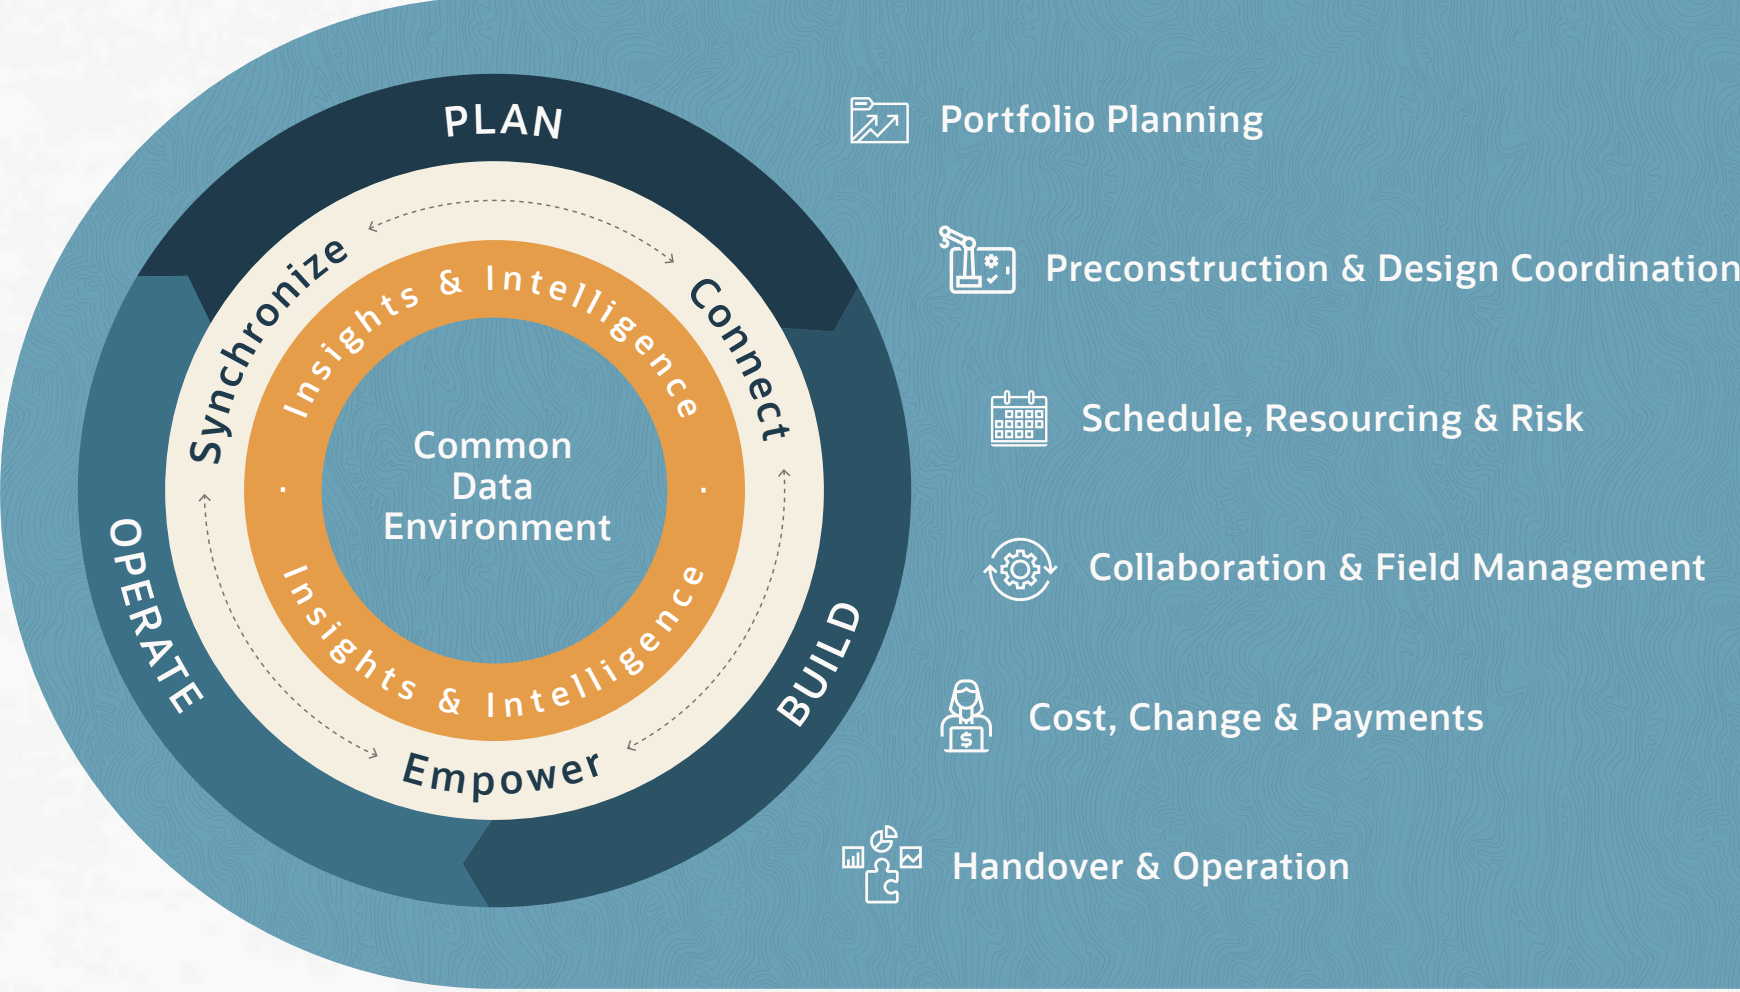 PLAN
Synchronize
Connect
Insights & Intelligence
Common
Data
Environment
· ·
Insights & Intelligence
Empower
OPERATE
BUILD
Portfolio Planning
Preconstruction & Design Coordination
Schedule, Resourcing & Risk
Collaboration & Field Management
$
Cost, Change & Payments
Handover & Operation